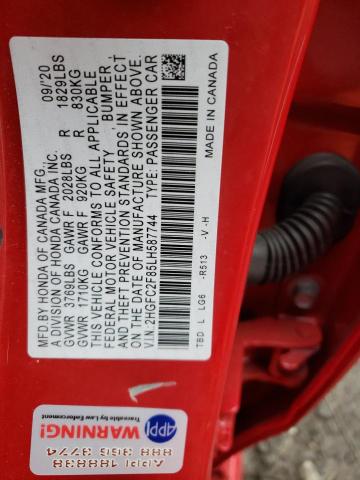 MFD. BY HONDA OF CANADA MFG. 09/20
A DIVISION OF HONDA CANADA INC.
GVWR 3769LBS GAWR F 2028LBS R 1829LBS
GVWR 1710KG GAWR F 920KG R 830KG
THIS VEHICLE CONFORMS TO ALL APPLICABLE
FEDERAL MOTOR VEHICLE SAFETY, BUMPER,
AND THEFT PREVENTION STANDARDS IN EFFECT
ON THE DATE OF MANUFACTURE SHOWN ABOVE.
V.I.N. 2HGFC2F85LH587744 TYPE: PASSENGER CAR
MADE IN CANADA
TBD L LG6 -R513 -V -H
APPI WARNING!
Traceable by Law Enforcement
APPI 188838
888 366 3774